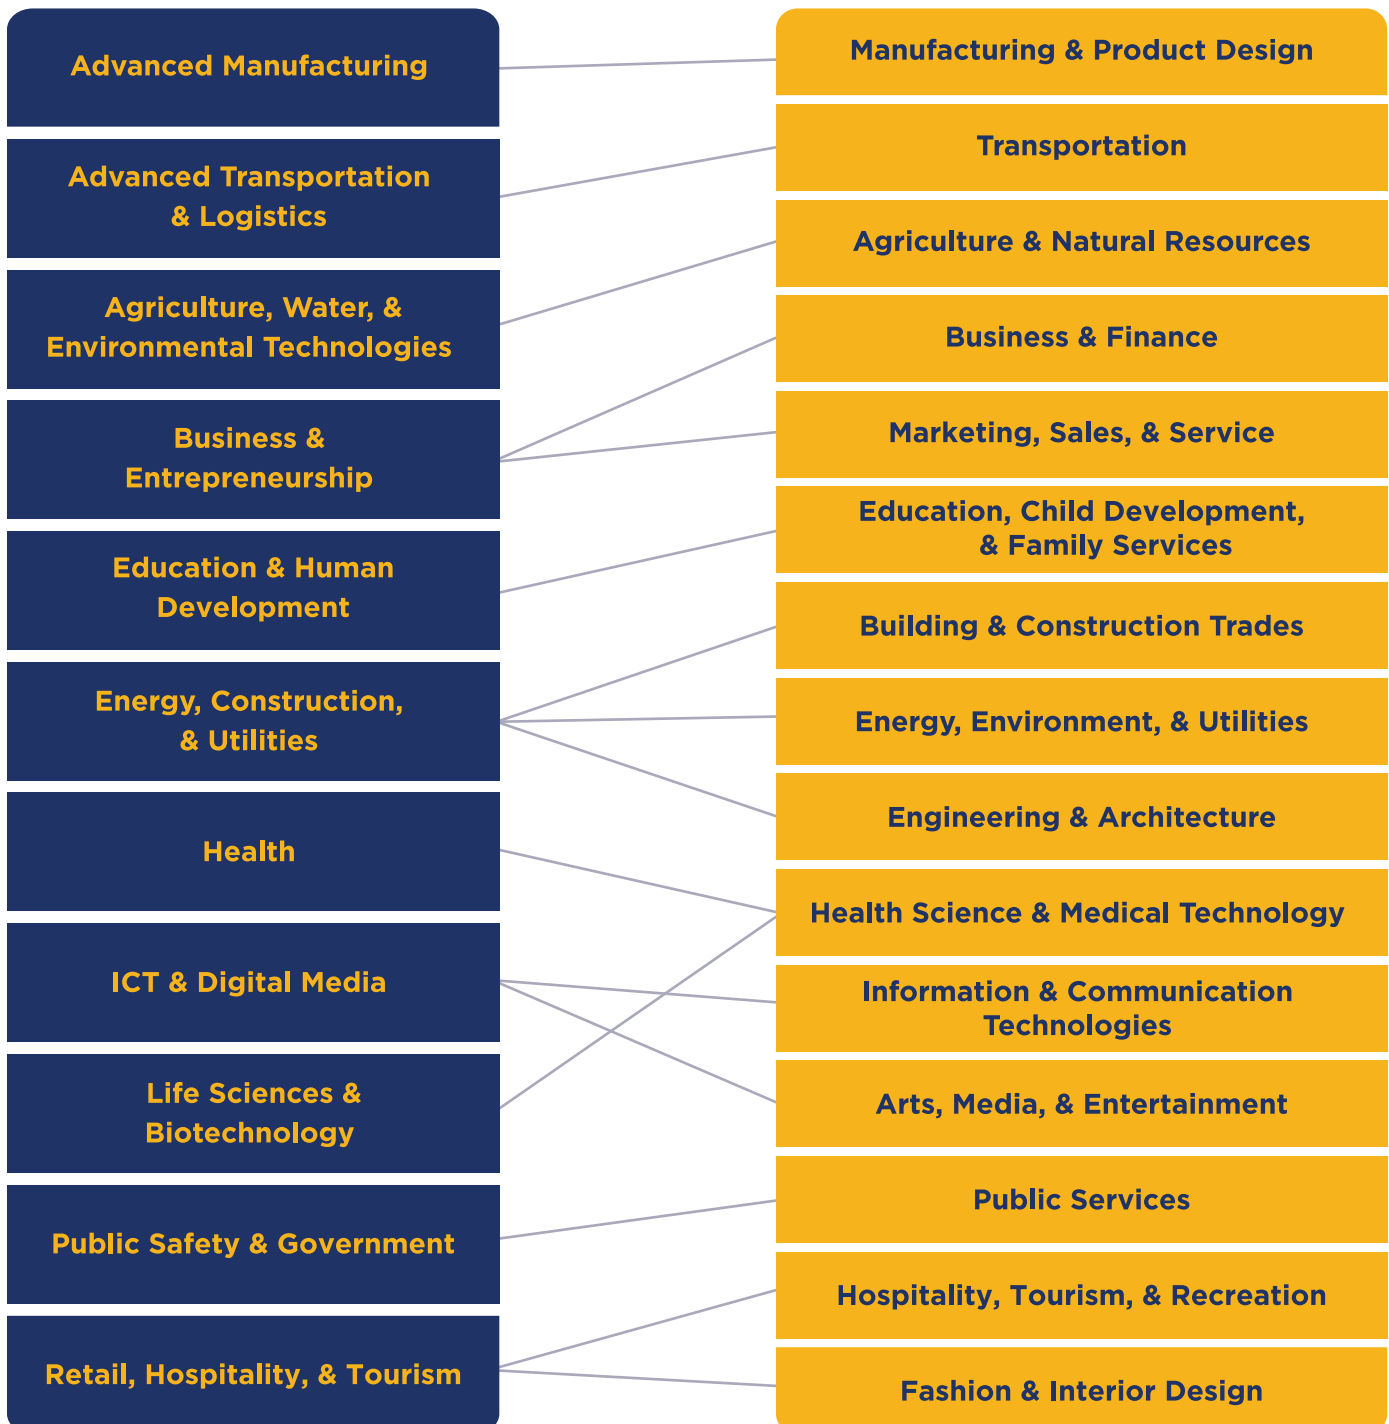 Advanced Manufacturing
Advanced Transportation
& Logistics
Agriculture, Water, &
Environmental Technologies
Business &
Entrepreneurship
Education & Human
Development
Energy, Construction,
& Utilities
Health
ICT & Digital Media
Life Sciences &
Biotechnology
Public Safety & Government
Retail, Hospitality, & Tourism
Manufacturing & Product Design
Transportation
Agriculture & Natural Resources
Business & Finance
Marketing, Sales, & Service
Education, Child Development,
& Family Services
Building & Construction Trades
Energy, Environment, & Utilities
Engineering & Architecture
Health Science & Medical Technology
Information & Communication
Technologies
Arts, Media, & Entertainment
Public Services
Hospitality, Tourism, & Recreation
Fashion & Interior Design